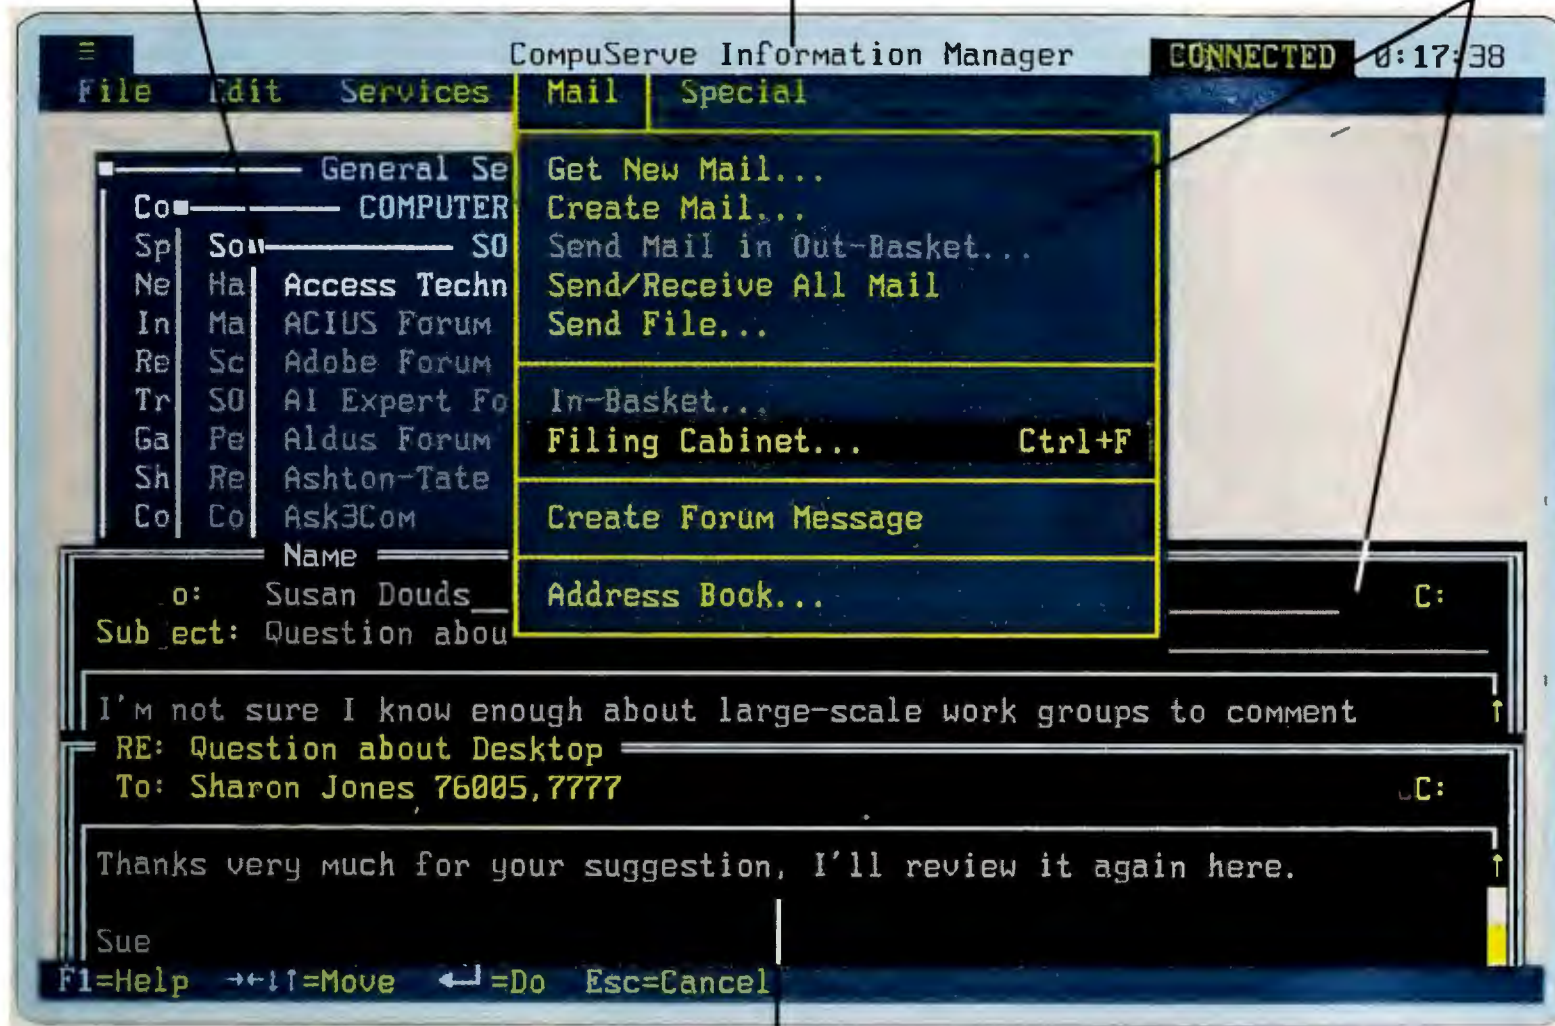 ≡ CompuServe Information Manager CONNECTED 0:17:38
File Edit Services Mail Special
General Se
Co COMPUTER
Sp So SO
Ne Ha Access Techn
In Ma ACIUS Forum
Re Sc Adobe Forum
Tr SO AI Expert Fo
Ga Pe Aldus Forum
Sh Re Ashton-Tate
Co Co Ask3Com
Get New Mail...
Create Mail...
Send Mail in Out-Basket...
Send/Receive All Mail
Send File...
In-Basket...
Filing Cabinet... Ctrl+F
Create Forum Message
Address Book...
Name
o: Susan Douds C:
Sub ect: Question abou
I'm not sure I know enough about large-scale work groups to comment ↑
RE: Question about Desktop
To: Sharon Jones 76005,7777 C:
Thanks very much for your suggestion, I'll review it again here. ↑
Sue
F1=Help →←↓↑=Move ↵=Do Esc=Cancel